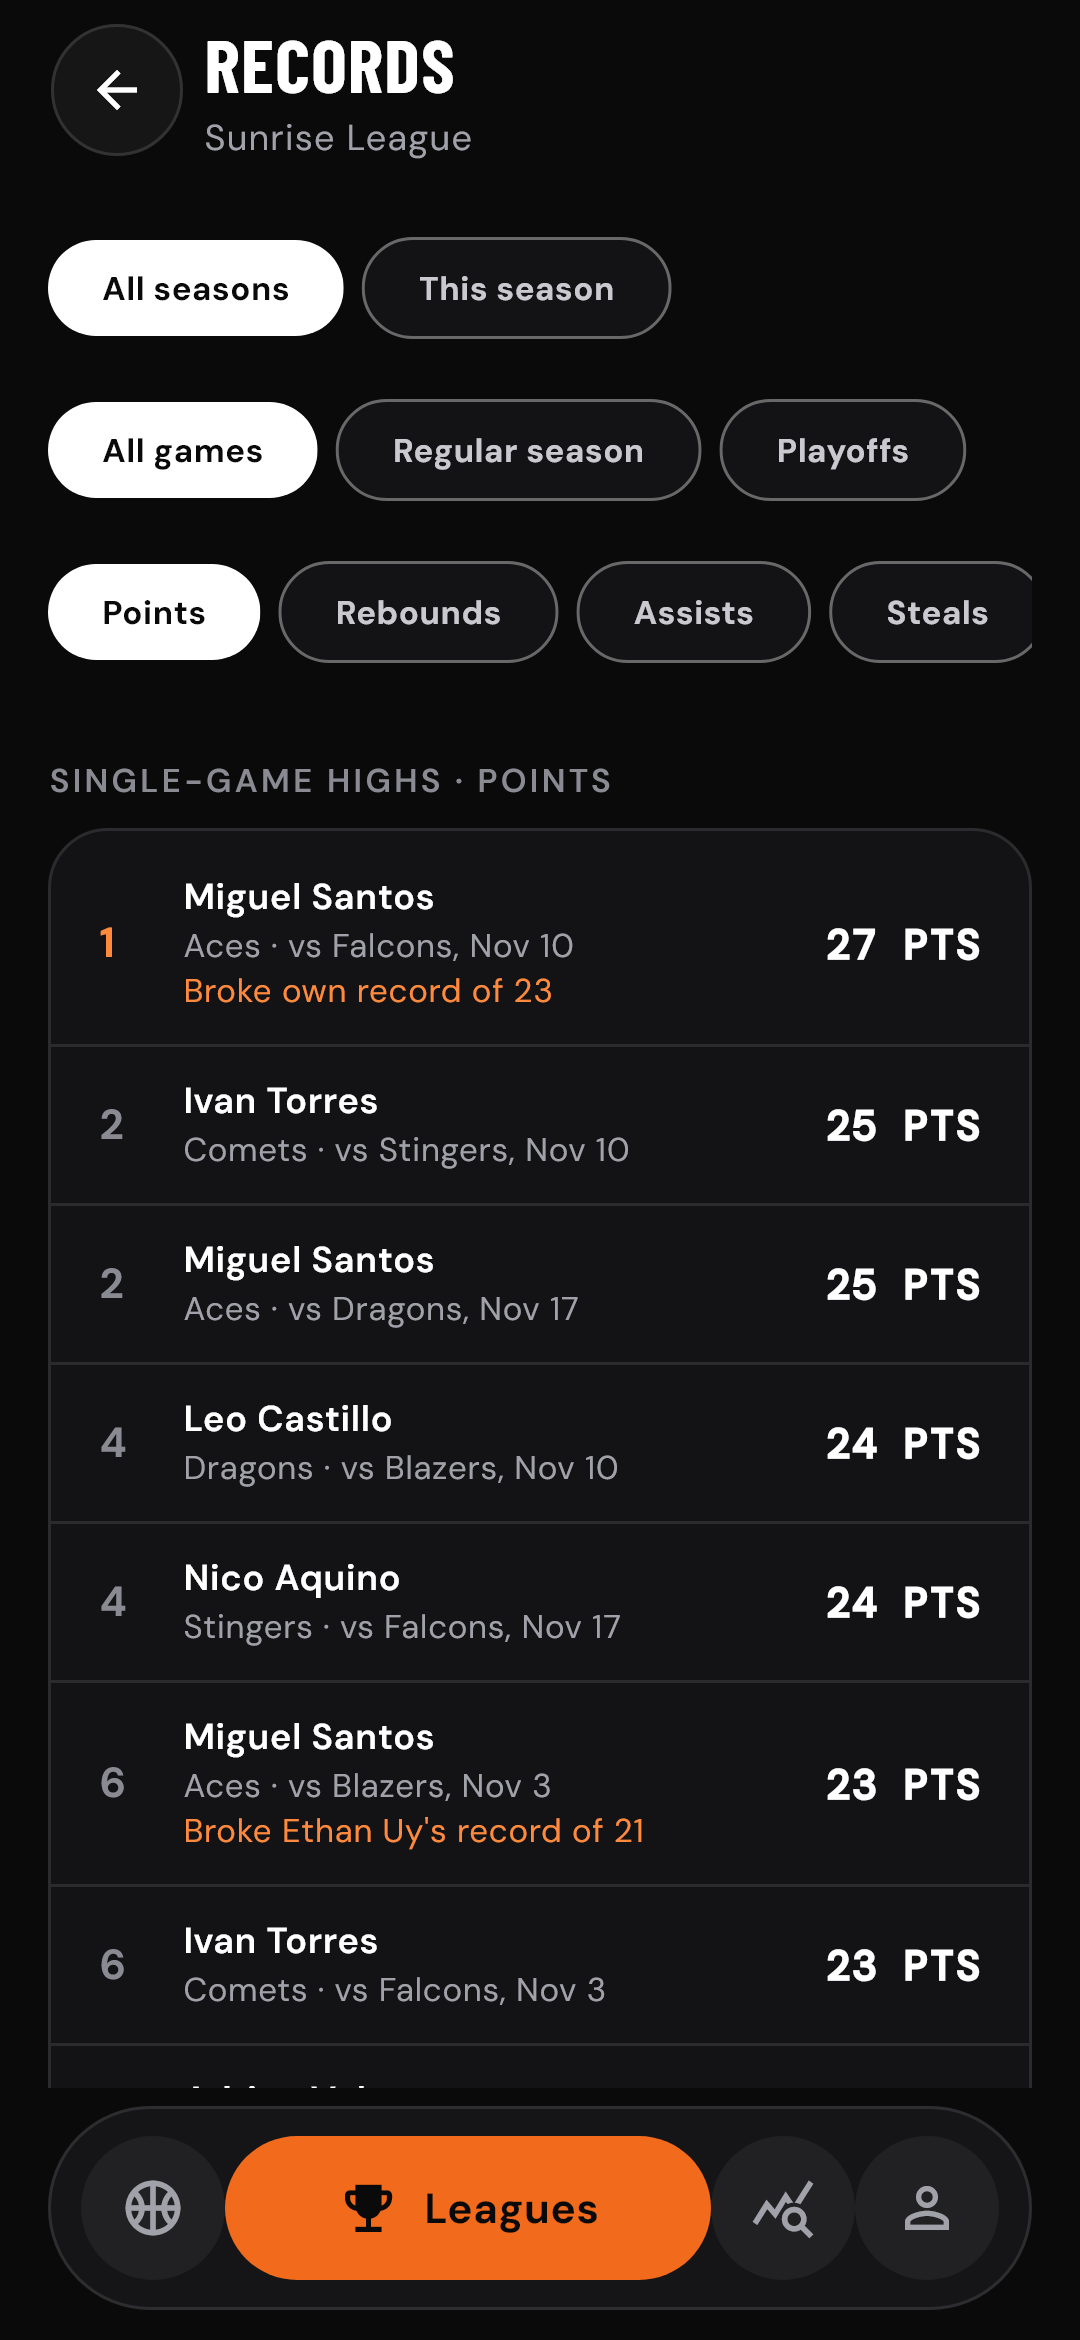 RECORDS
Sunrise League
All seasons
This season
All games
Regular season
Playoffs
Points
Rebounds
Assists
Steals
SINGLE-GAME HIGHS · POINTS
1
Miguel Santos
Aces · vs Falcons, Nov 10
Broke own record of 23
27 PTS
2
Ivan Torres
Comets · vs Stingers, Nov 10
25 PTS
2
Miguel Santos
Aces · vs Dragons, Nov 17
25 PTS
4
Leo Castillo
Dragons · vs Blazers, Nov 10
24 PTS
4
Nico Aquino
Stingers · vs Falcons, Nov 17
24 PTS
6
Miguel Santos
Aces · vs Blazers, Nov 3
Broke Ethan Uy's record of 21
23 PTS
6
Ivan Torres
Comets · vs Falcons, Nov 3
23 PTS
Leagues